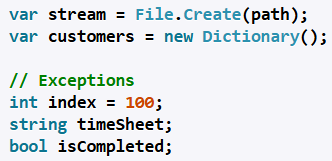 var stream = File.Create(path);
var customers = new Dictionary();
// Exceptions
int index = 100;
string timeSheet;
bool isCompleted;